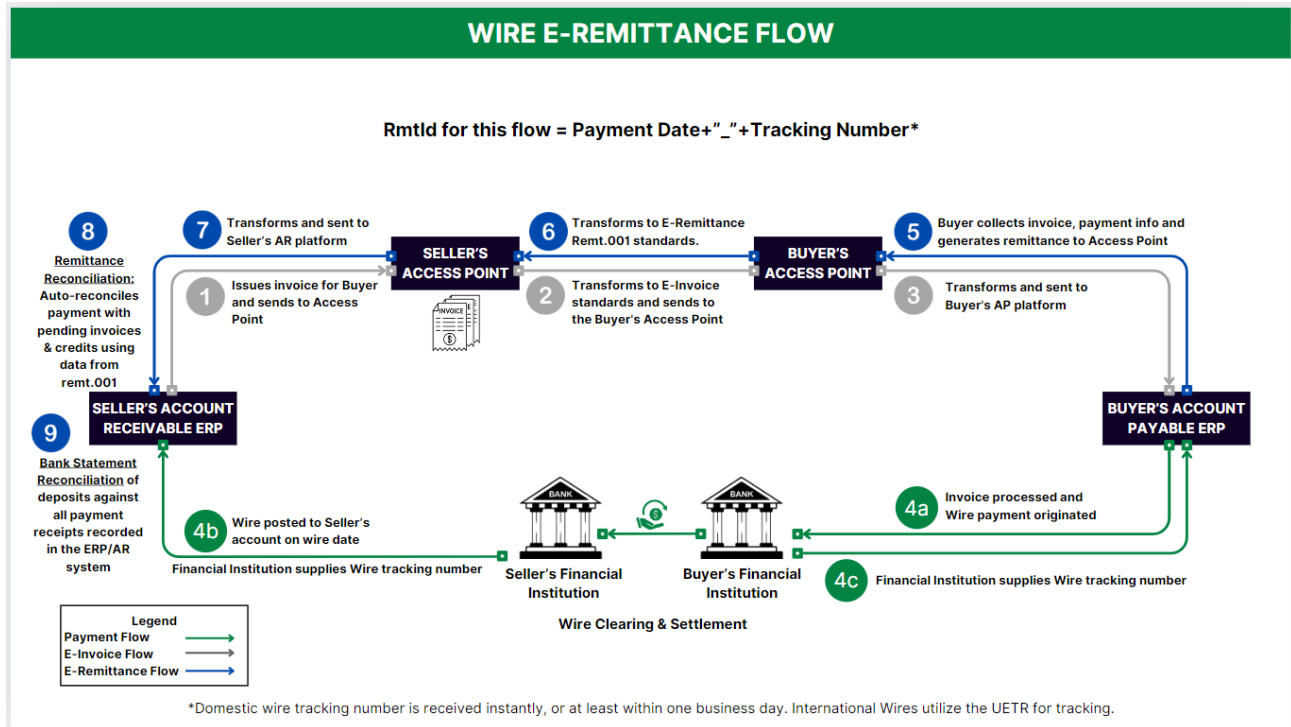 WIRE E-REMITTANCE FLOW
RmtId for this flow = Payment Date+”_”+Tracking Number*
8
Remittance
Reconciliation:
Auto-reconciles
payment with
pending invoices
& credits using
data from
remt.001
7
Transforms and sent to
Seller’s AR platform
1
Issues invoice for Buyer
and sends to Access
Point
SELLER’S
ACCESS POINT
INVOICE
6
Transforms to E-Remittance
Remt.001 standards.
2
Transforms to E-Invoice
standards and sends to
the Buyer's Access Point
BUYER’S
ACCESS POINT
5
Buyer collects invoice, payment info and
generates remittance to Access Point
3
Transforms and sent to
Buyer’s AP platform
SELLER’S ACCOUNT
RECEIVABLE ERP
BUYER’S ACCOUNT
PAYABLE ERP
9
Bank Statement
Reconciliation of
deposits against
all payment
receipts recorded
in the ERP/AR
system
4b
Wire posted to Seller’s
account on wire date
Financial Institution supplies Wire tracking number
BANK
Seller’s Financial
Institution
BANK
Buyer’s Financial
Institution
Wire Clearing & Settlement
4a
Invoice processed and
Wire payment originated
4c
Financial Institution supplies Wire tracking number
Legend
Payment Flow
E-Invoice Flow
E-Remittance Flow
*Domestic wire tracking number is received instantly, or at least within one business day. International Wires utilize the UETR for tracking.